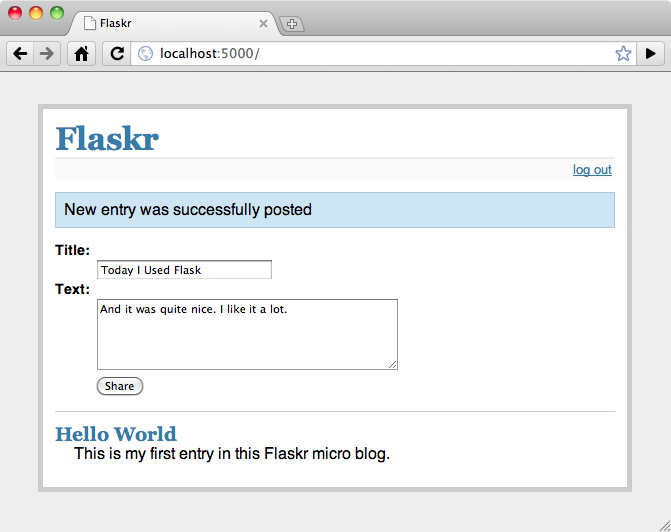 Flaskr
localhost:5000/
Flaskr
log out
New entry was successfully posted
Title:
Today I Used Flask
Text:
And it was quite nice. I like it a lot.
Share
Hello World
This is my first entry in this Flaskr micro blog.